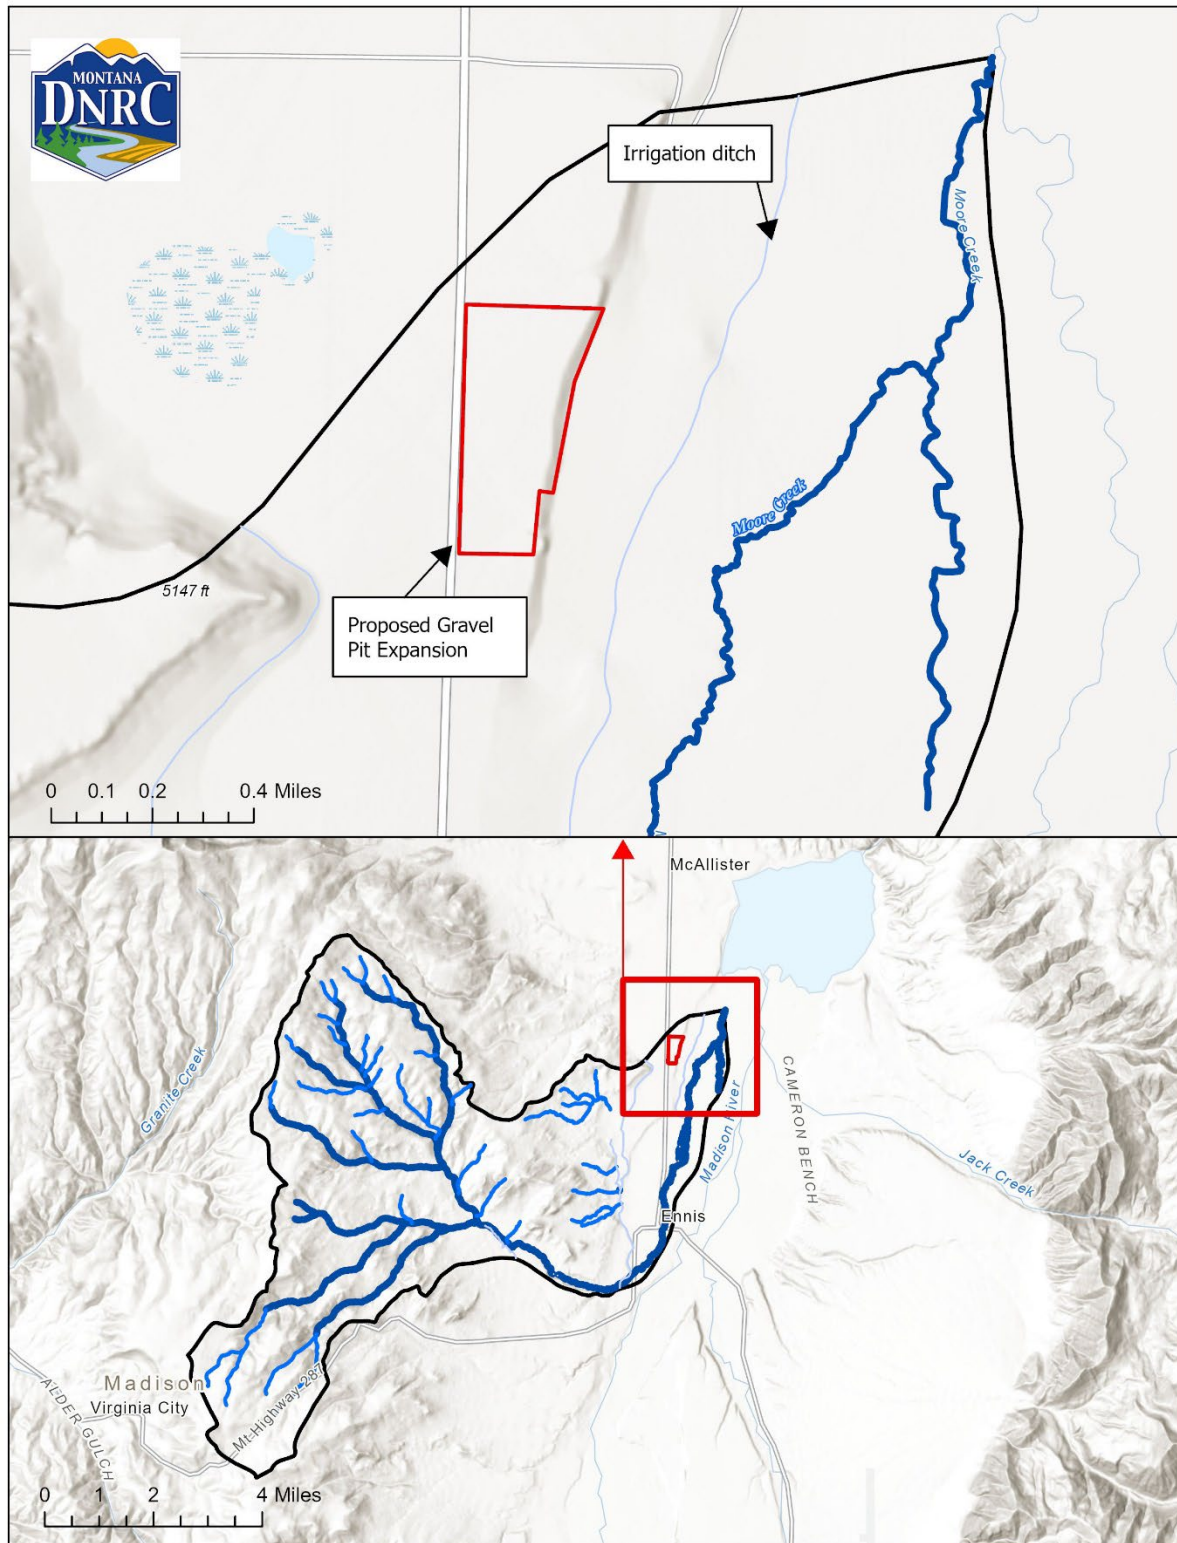 MONTANA
DNRC
Irrigation ditch
Moore Creek
Moore Creek
5147 ft
Proposed Gravel
Pit Expansion
0 0.1 0.2 0.4 Miles
McAllister
Granite Creek
Madison River
CAMERON BENCH
Jack Creek
Ennis
Madison
Virginia City
Mt-Highway 287
ALDER GULCH
0 1 2 4 Miles